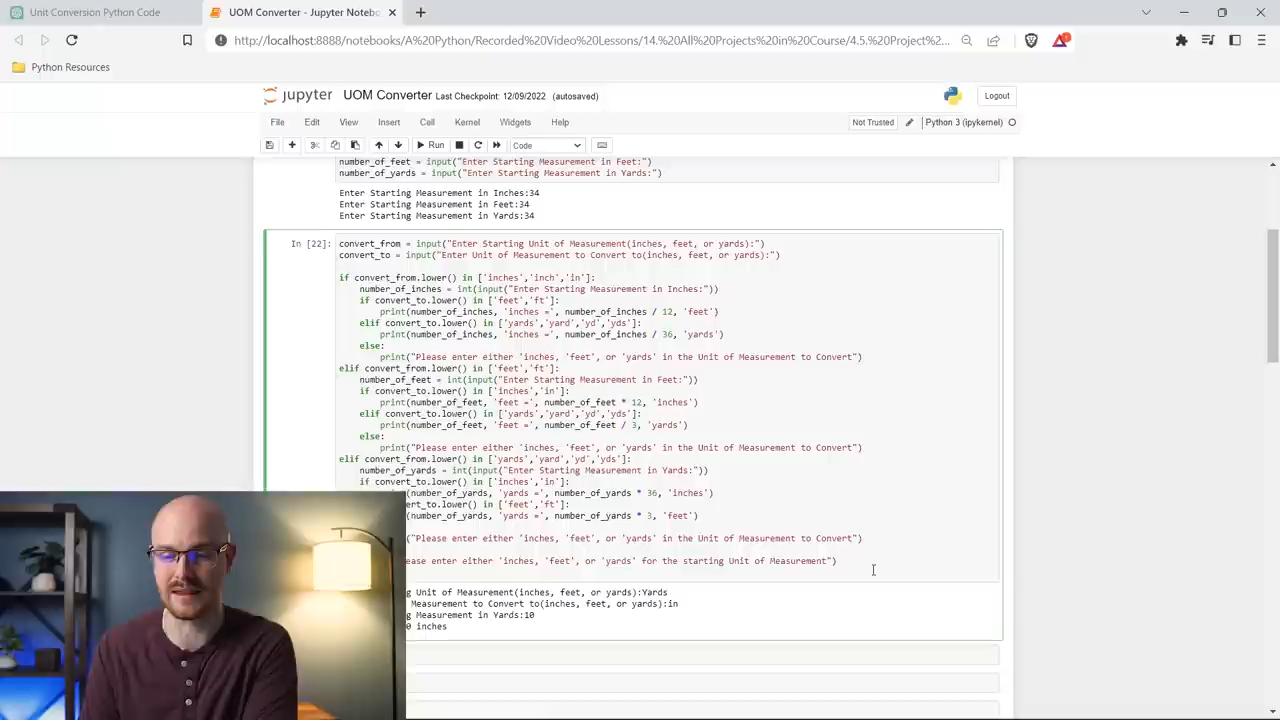 Unit Conversion Python Code
UOM Converter - Jupyter Notebo
http://localhost:8888/notebooks/A%20Python/Recorded%20Video%20Lessons/14.%20All%20Projects%20in%20Course/4.5.%20Project%2...
Python Resources
jupyter UOM Converter Last Checkpoint: 12/09/2022 (autosaved)
Logout
File Edit View Insert Cell Kernel Widgets Help
Not Trusted Python 3 (ipykernel)
Run Code
number_of_feet = input("Enter Starting Measurement in Feet:")
number_of_yards = input("Enter Starting Measurement in Yards:")
Enter Starting Measurement in Inches:34
Enter Starting Measurement in Feet:34
Enter Starting Measurement in Yards:34
In [22]: convert_from = input("Enter Starting Unit of Measurement(inches, feet, or yards):")
convert_to = input("Enter Unit of Measurement to Convert to(inches, feet, or yards):")
if convert_from.lower() in ['inches','inch','in']:
number_of_inches = int(input("Enter Starting Measurement in Inches:"))
if convert_to.lower() in ['feet','ft']:
print(number_of_inches, 'inches =', number_of_inches / 12, 'feet')
elif convert_to.lower() in ['yards','yard','yd','yds']:
print(number_of_inches, 'inches =', number_of_inches / 36, 'yards')
else:
print("Please enter either 'inches, 'feet', or 'yards' in the Unit of Measurement to Convert")
elif convert_from.lower() in ['feet','ft']:
number_of_feet = int(input("Enter Starting Measurement in Feet:"))
if convert_to.lower() in ['inches','in']:
print(number_of_feet, 'feet =', number_of_feet * 12, 'inches')
elif convert_to.lower() in ['yards','yard','yd','yds']:
print(number_of_feet, 'feet =', number_of_feet / 3, 'yards')
else:
print("Please enter either 'inches, 'feet', or 'yards' in the Unit of Measurement to Convert")
elif convert_from.lower() in ['yards','yard','yd','yds']:
number_of_yards = int(input("Enter Starting Measurement in Yards:"))
if convert_to.lower() in ['inches','in']:
(number_of_yards, 'yards =', number_of_yards * 36, 'inches')
convert_to.lower() in ['feet','ft']:
(number_of_yards, 'yards =', number_of_yards * 3, 'feet')
("Please enter either 'inches, 'feet', or 'yards' in the Unit of Measurement to Convert")
ease enter either 'inches, 'feet', or 'yards' for the starting Unit of Measurement")
g Unit of Measurement(inches, feet, or yards):Yards
Measurement to Convert to(inches, feet, or yards):in
g Measurement in Yards:10
0 inches